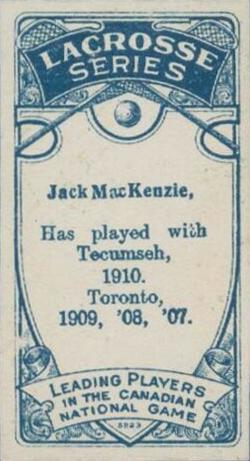 LACROSSE
SERIES
Jack MacKenzie,
Has played with
Tecumseh,
1910.
Toronto,
1909, '08, '07.
LEADING PLAYERS
IN THE CANADIAN
NATIONAL GAME
5823